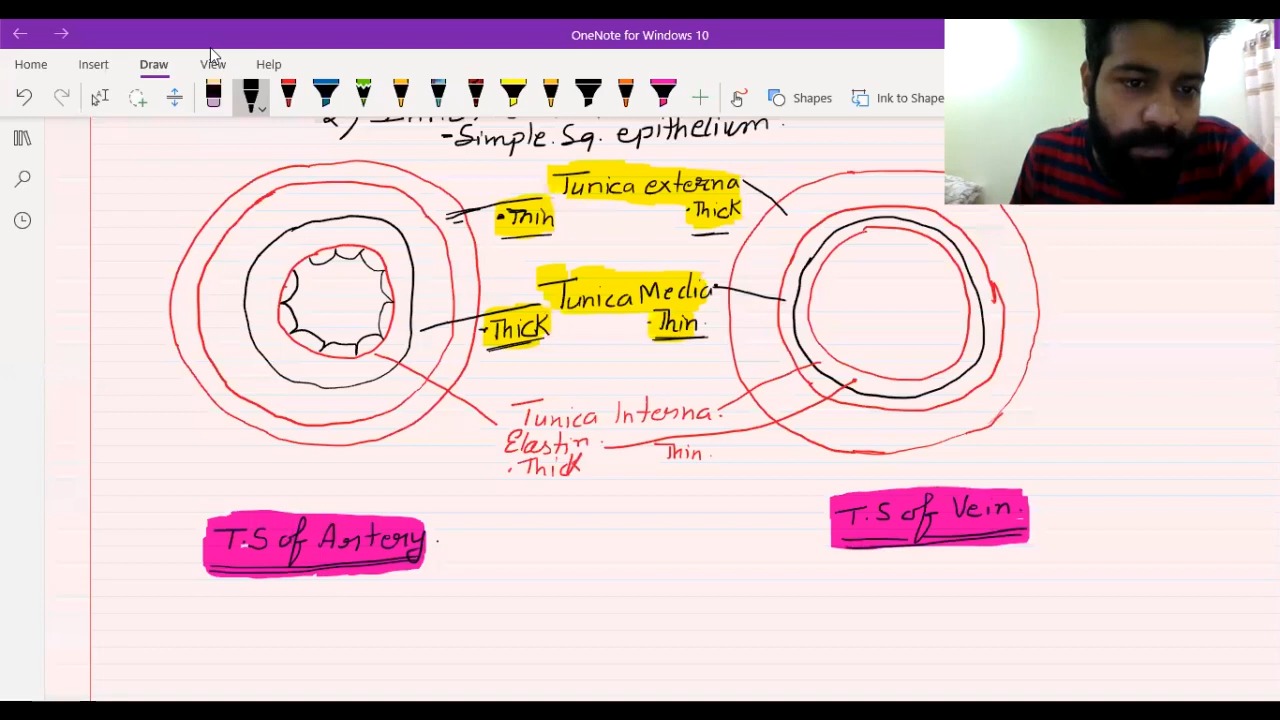 OneNote for Windows 10
Home Insert Draw View Help
Shapes Ink to Shape
- Simple. Sq. epithelium.
Tunica externa
• Thin • Thick
Tunica Media
• Thick • Thin.
Tunica Interna.
Elastin.
• Thick Thin.
T.S of Artery.
T.S of Vein.